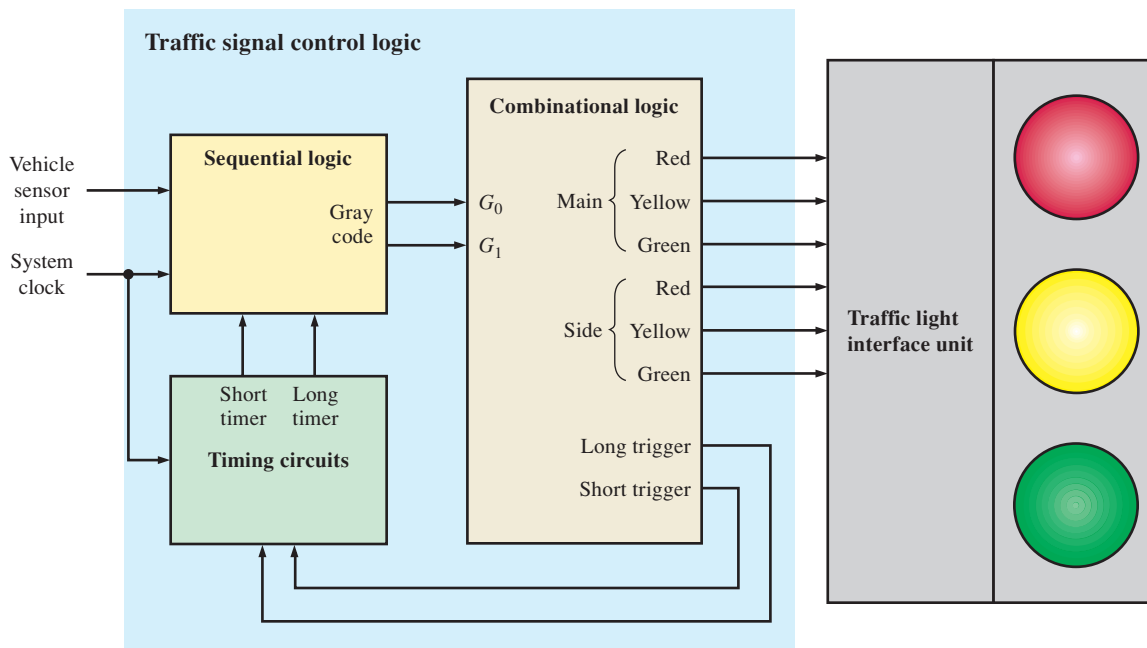 Traffic signal control logic
Vehicle
sensor
input
System
clock
Sequential logic
Gray
code
Short
timer
Long
timer
Timing circuits
Combinational logic
G0
G1
Main
Red
Yellow
Green
Side
Red
Yellow
Green
Long trigger
Short trigger
Traffic light
interface unit